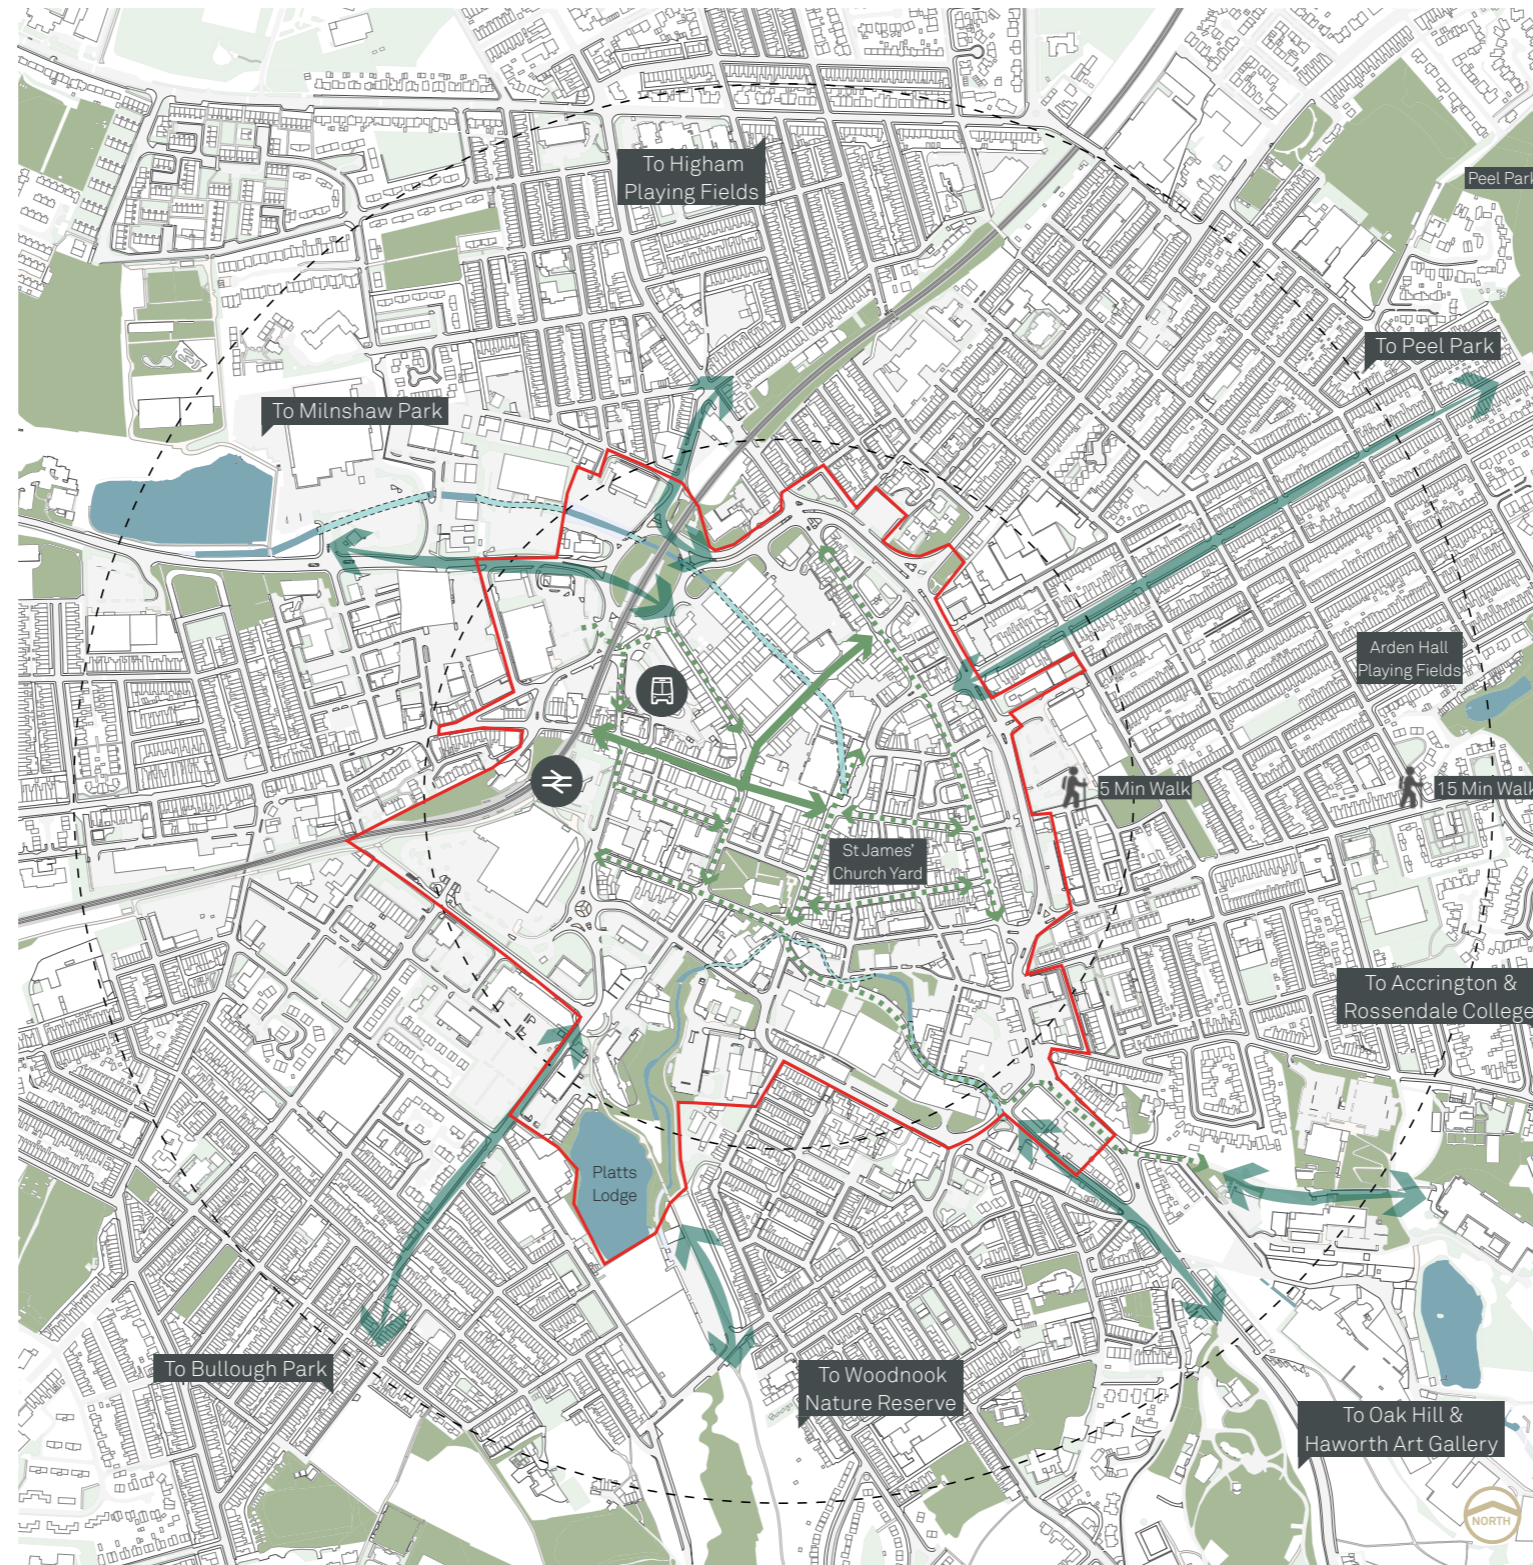 To Higham
Playing Fields
Peel Park
To Peel Park
To Milnshaw Park
Arden Hall
Playing Fields
5 Min Walk
15 Min Walk
St James'
Church Yard
To Accrington &
Rossendale College
Platts
Lodge
To Bullough Park
To Woodnook
Nature Reserve
To Oak Hill &
Haworth Art Gallery
NORTH